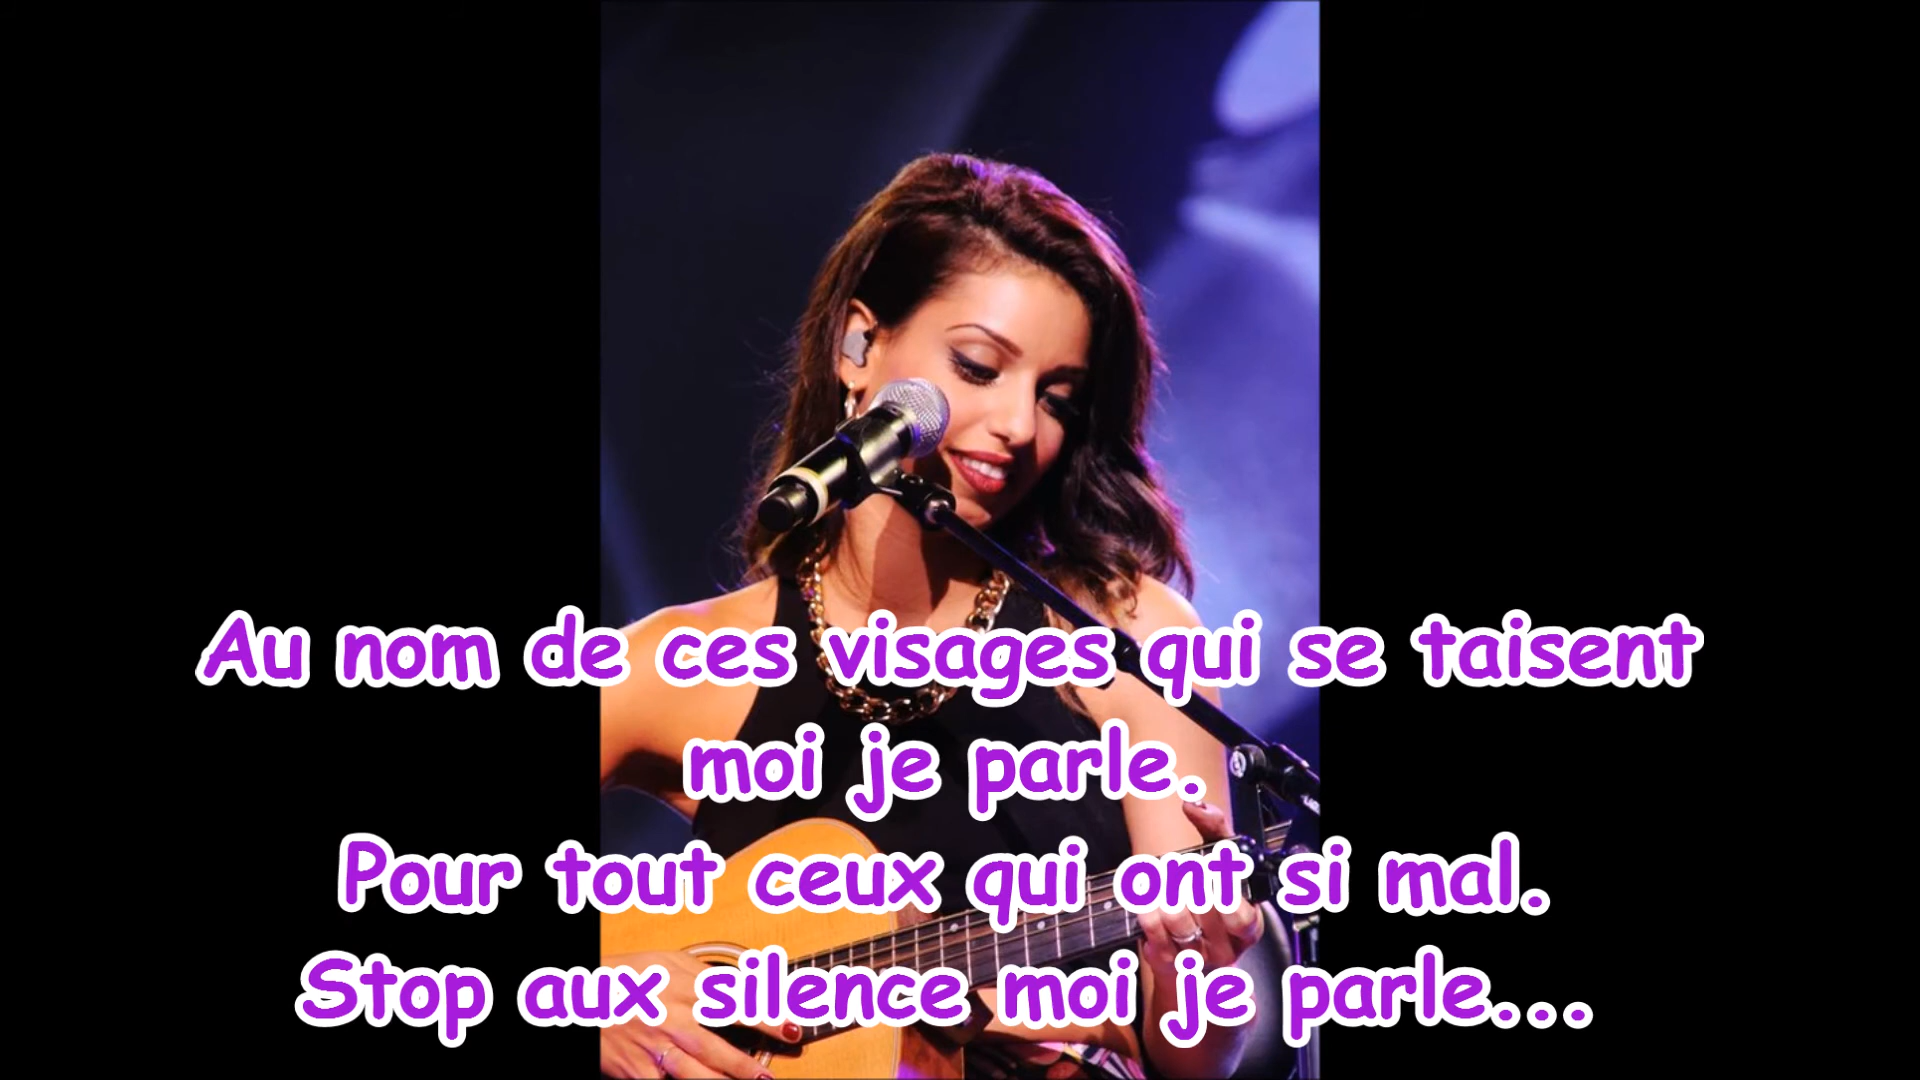 Au nom de ces visages qui se taisent
moi je parle.
Pour tout ceux qui ont si mal.
Stop aux silence moi je parle...